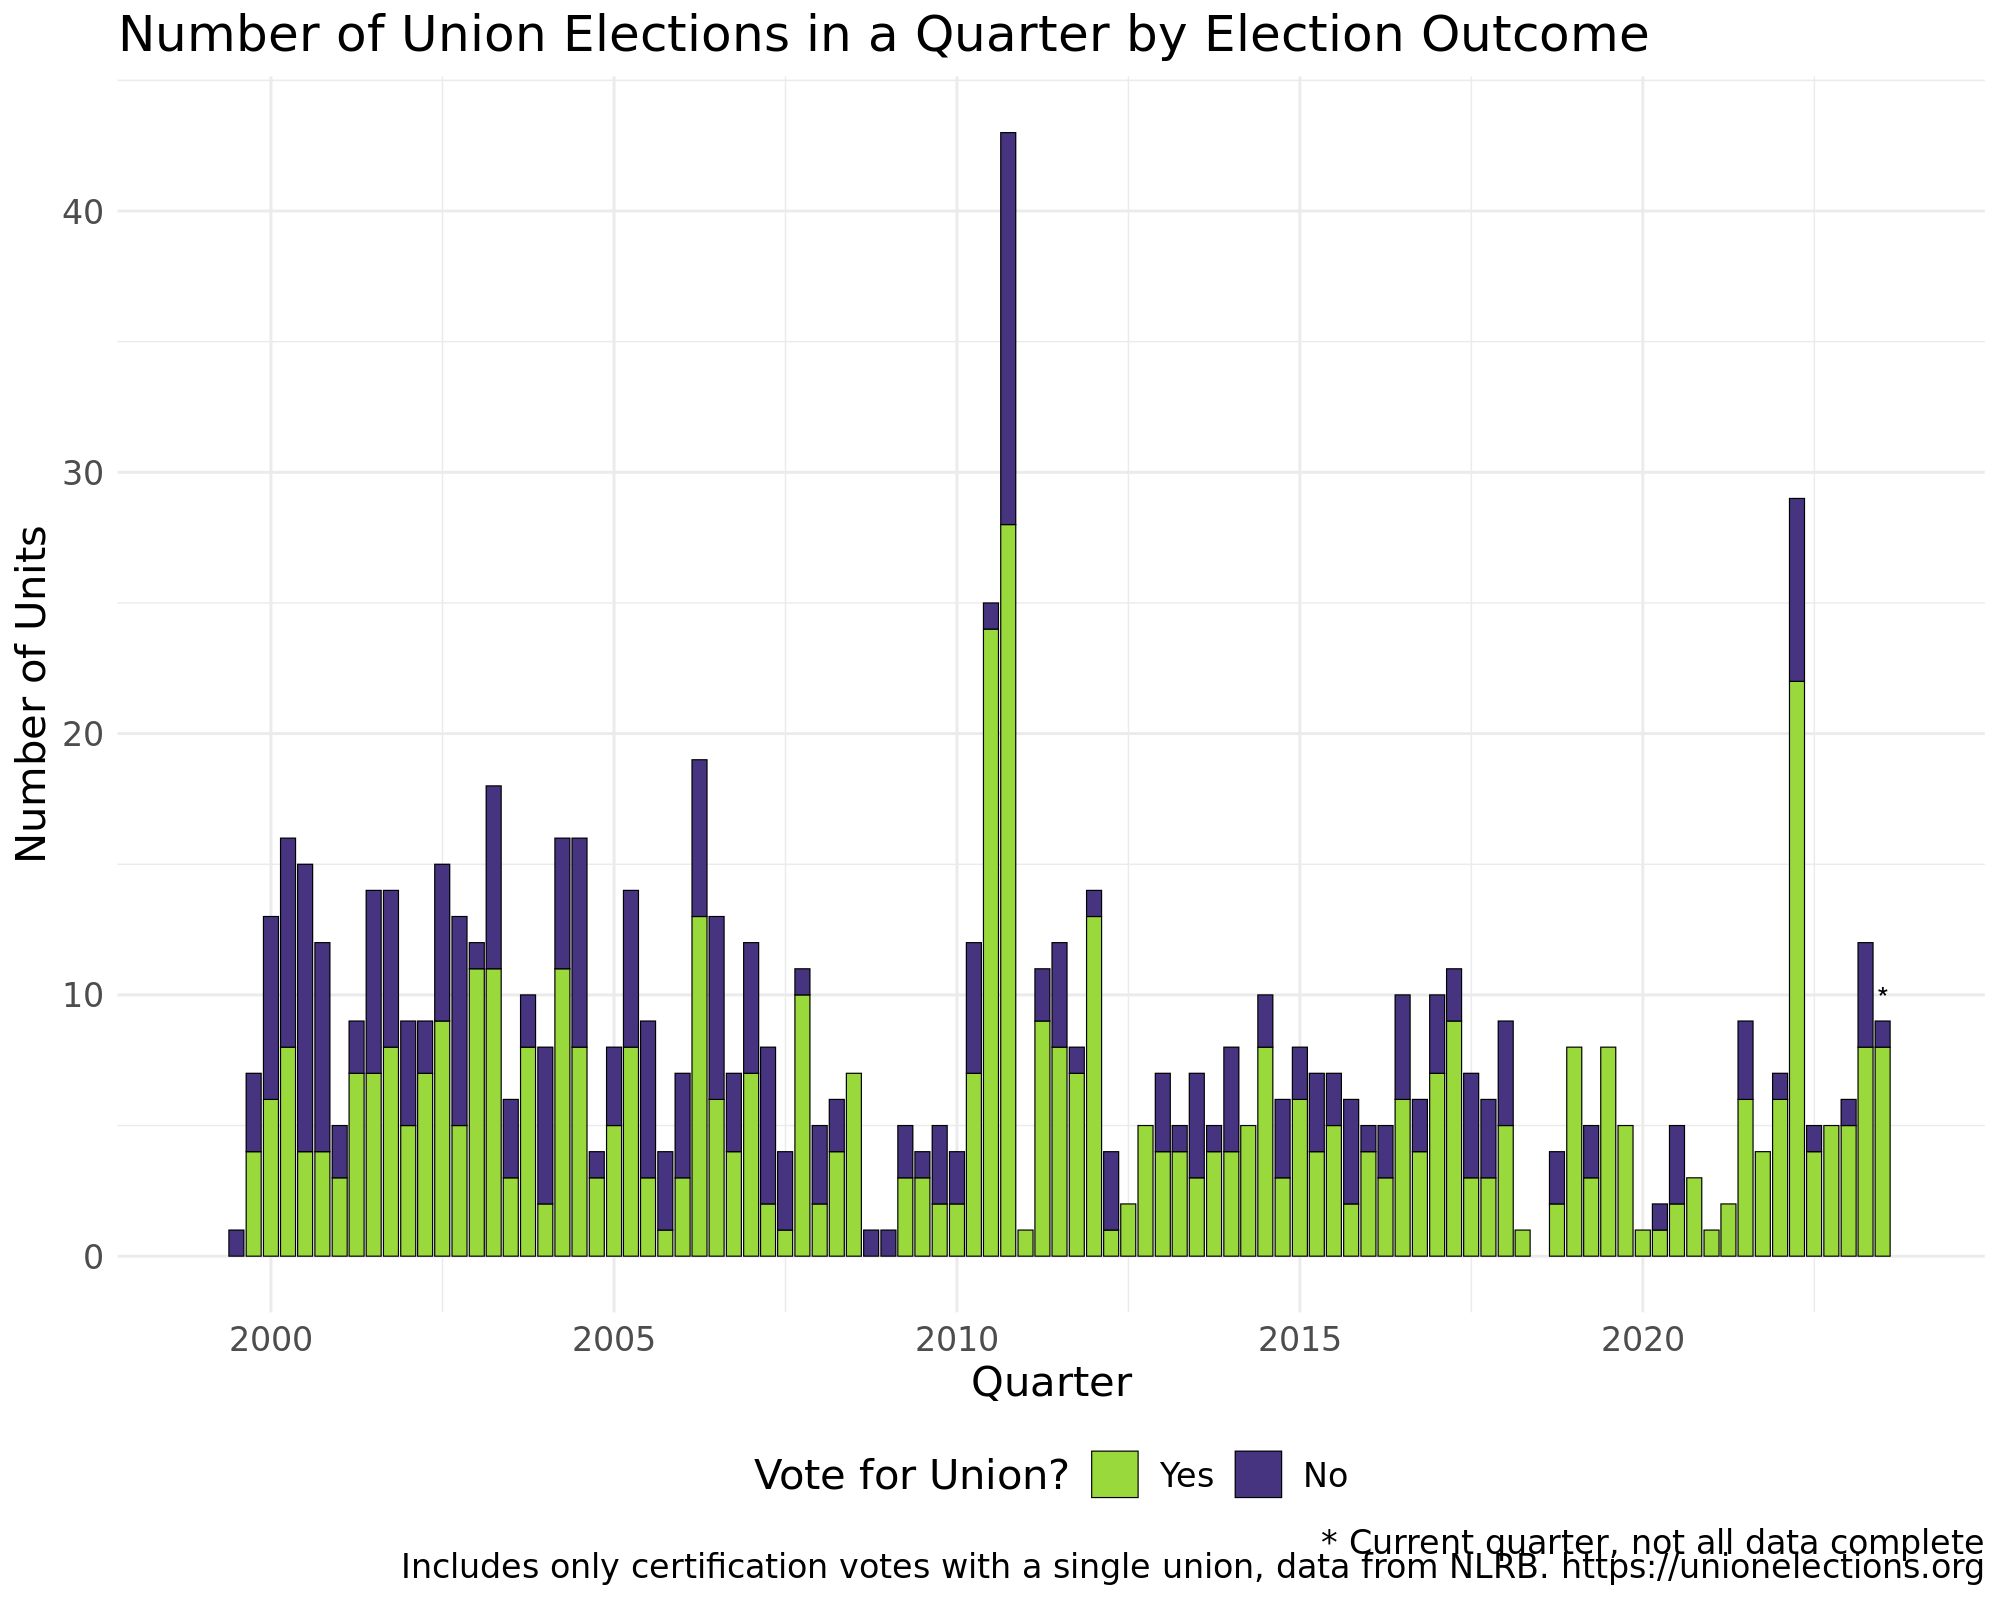 Number of Union Elections in a Quarter by Election Outcome
Number of Units
40
30
20
10
0
*
2000 2005 2010 2015 2020
Quarter
Vote for Union? Yes No
* Current quarter, not all data complete
Includes only certification votes with a single union, data from NLRB. https://unionelections.org